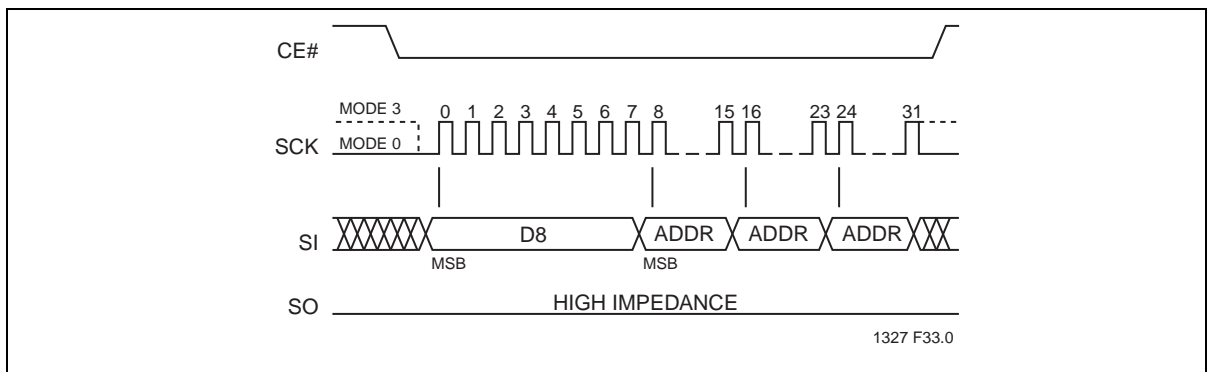 CE#
MODE 3
0 1 2 3 4 5 6 7 8 15 16 23 24 31
SCK
MODE 0
SI
D8 ADDR ADDR ADDR
MSB MSB
SO
HIGH IMPEDANCE
1327 F33.0